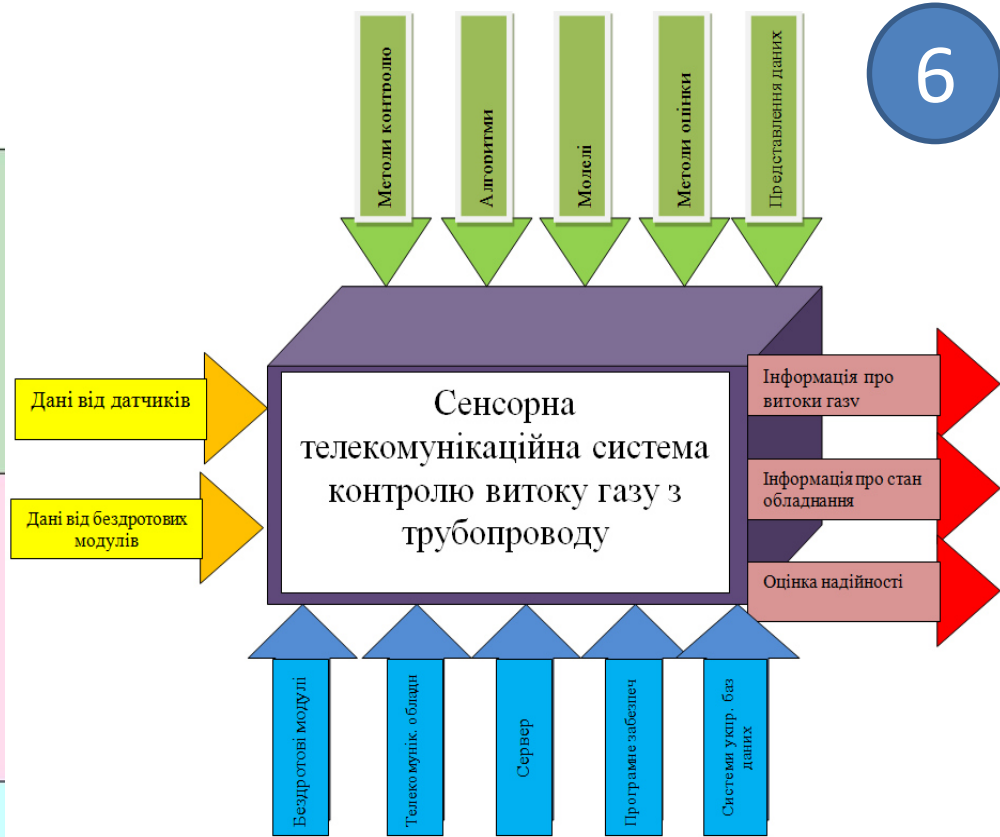 6
Методи контролю
Алгоритми
Моделі
Методи оцінки
Представлення даних
Дані від датчиків
Дані від бездротових
модулів
Сенсорна
телекомунікаційна система
контролю витоку газу з
трубопроводу
Інформація про
витоки газу
Інформація про стан
обладнання
Оцінка надійності
Бездротові модулі
Телекомунік. обладн
Сервер
Програмне забезпеч
Системи укпр. баз
даних